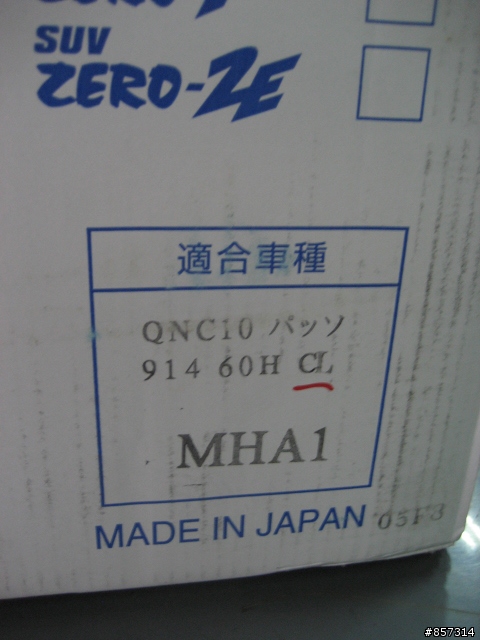 SUV
ZERO-2E
適合車種
QNC10 パッソ
914 60H CL
MHA1
MADE IN JAPAN 05F3
#857314